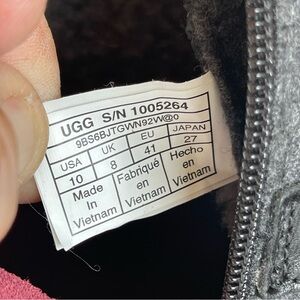 UGG S/N 1005264
9BS6BJTGWN92W@0
USA UK EU JAPAN
10 8 41 27
Made in Vietnam Fabriqué en Vietnam Hecho en Vietnam